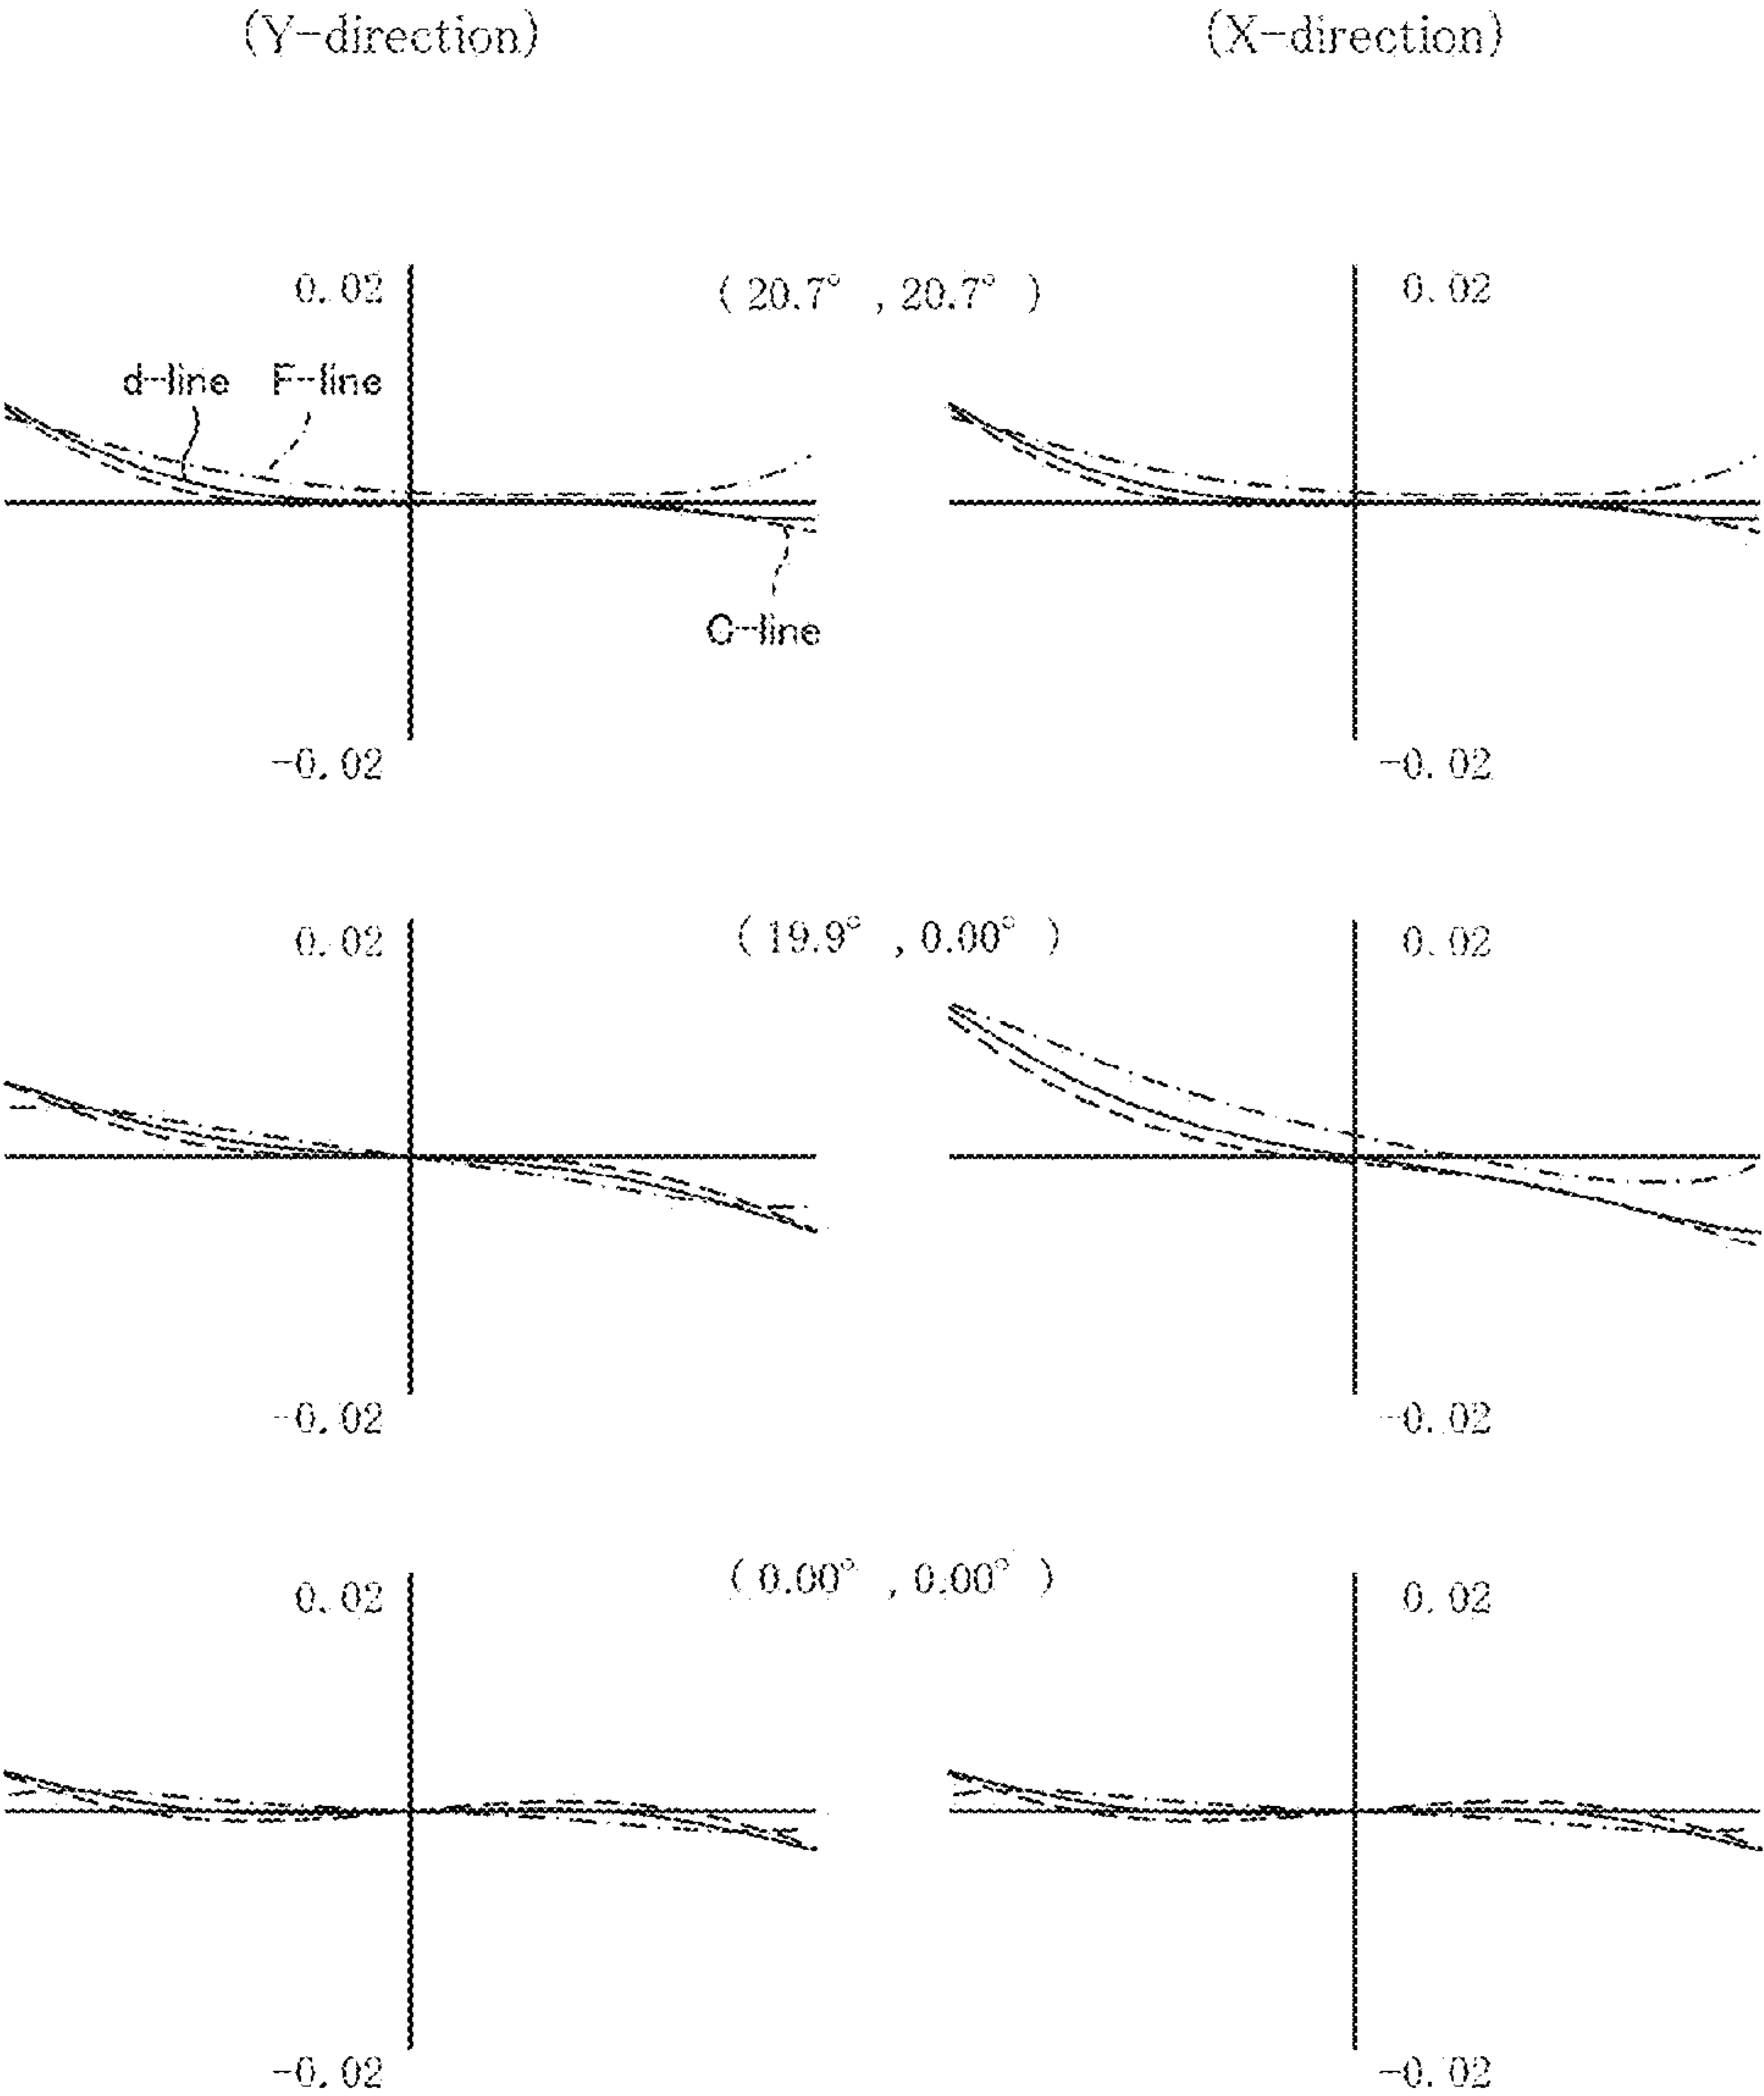 (Y-direction) (X-direction)
0.02 (20.7° ,20.7° ) 0.02
d-line F-line
C-line
-0.02 -0.02
0.02 (19.9° ,0.00° ) 0.02
-0.02 -0.02
0.02 (0.00° ,0.00° ) 0.02
-0.02 -0.02